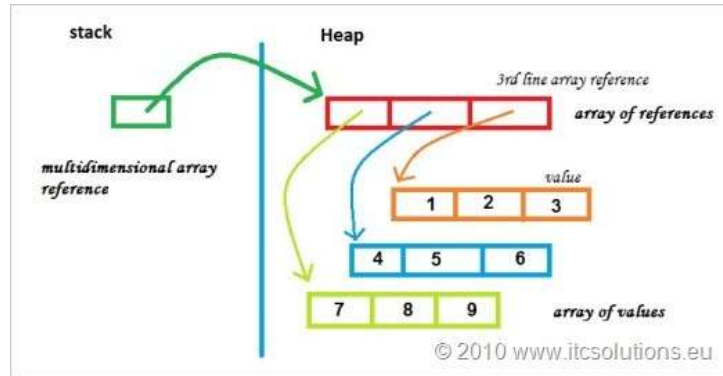 stack
Heap
3rd line array reference
array of references
multidimensional array
reference
value
1 2 3
4 5 6
7 8 9
array of values
© 2010 www.itcsolutions.eu